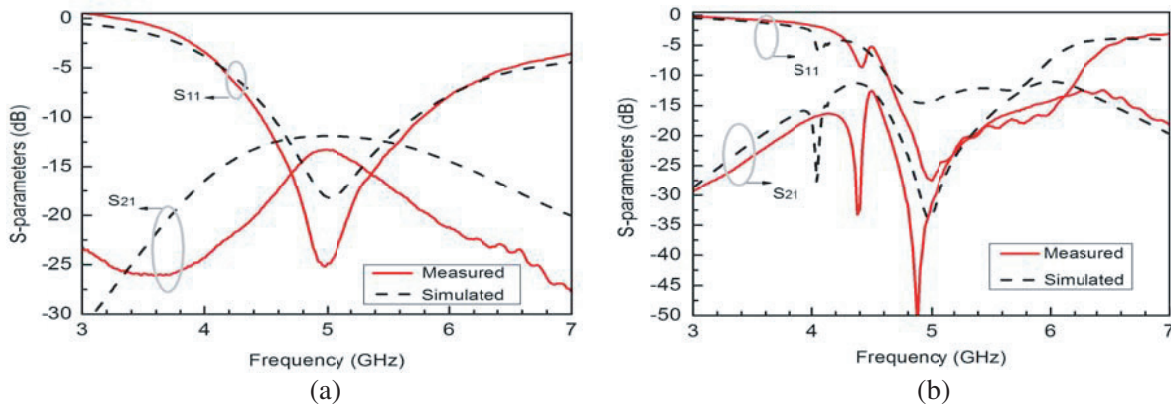 0
-5
-10
-15
-20
-25
-30
S-parameters (dB)
S11
S21
Measured
Simulated
3 4 5 6 7
Frequency (GHz)
(a)
0
-5
-10
-15
-20
-25
-30
-35
-40
-45
-50
S-parameters (dB)
S11
S21
Measured
Simulated
3 4 5 6 7
Frequency (GHz)
(b)